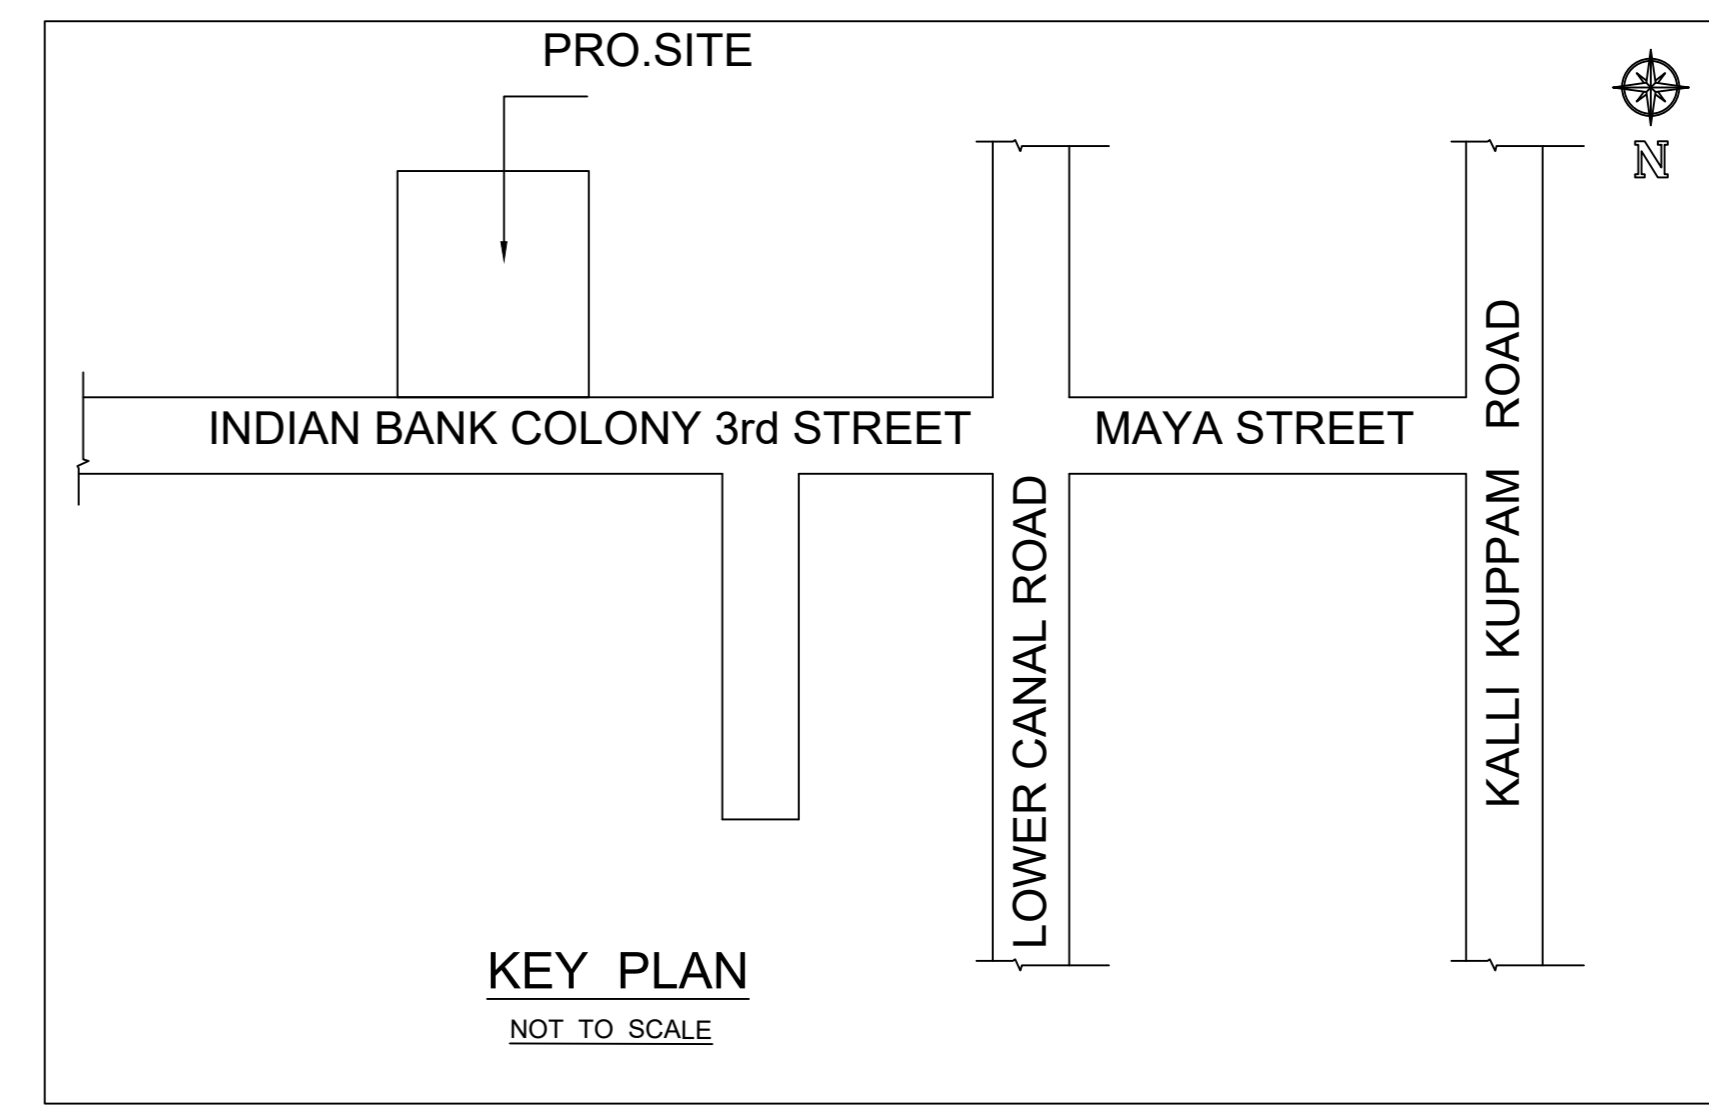 PRO.SITE
N
INDIAN BANK COLONY 3rd STREET
MAYA STREET
LOWER CANAL ROAD
KALLI KUPPAM ROAD
KEY PLAN
NOT TO SCALE